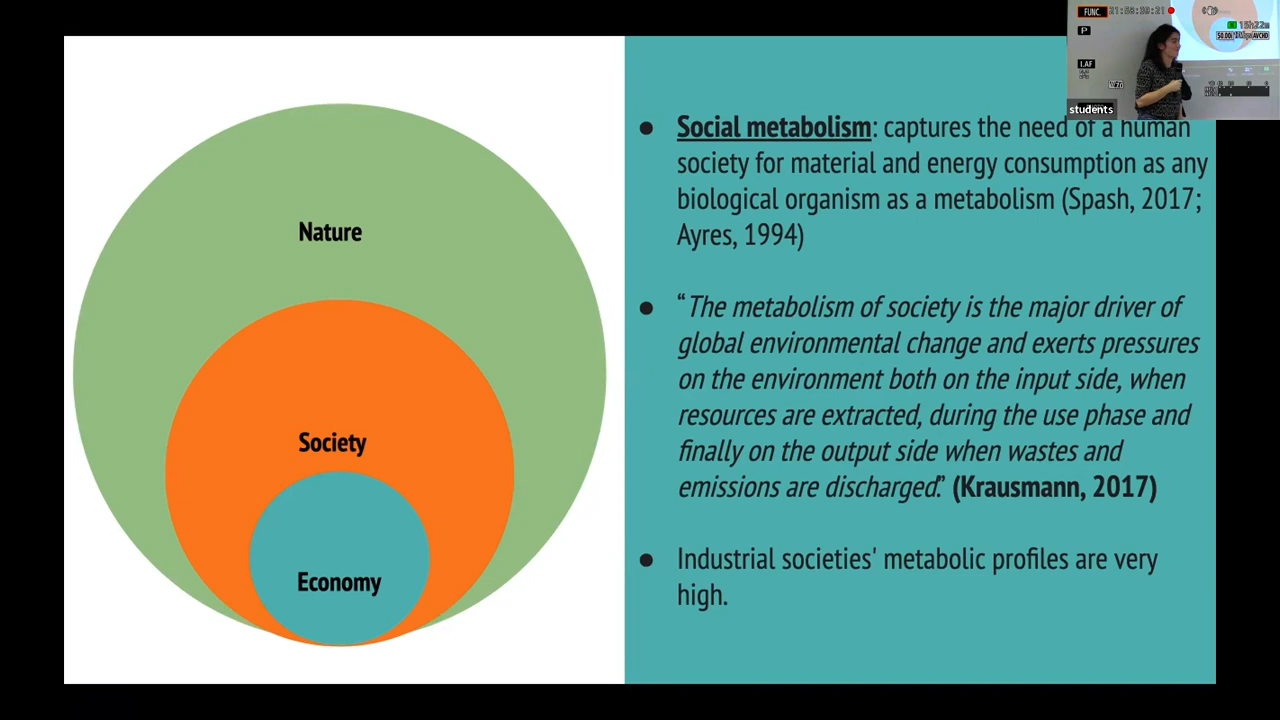 Nature
Society
Economy
● Social metabolism: captures the need of a human
society for material and energy consumption as any
biological organism as a metabolism (Spash, 2017;
Ayres, 1994)
● “The metabolism of society is the major driver of
global environmental change and exerts pressures
on the environment both on the input side, when
resources are extracted, during the use phase and
finally on the output side when wastes and
emissions are discharged.” (Krausmann, 2017)
● Industrial societies' metabolic profiles are very
high.
FUNC.
P
students